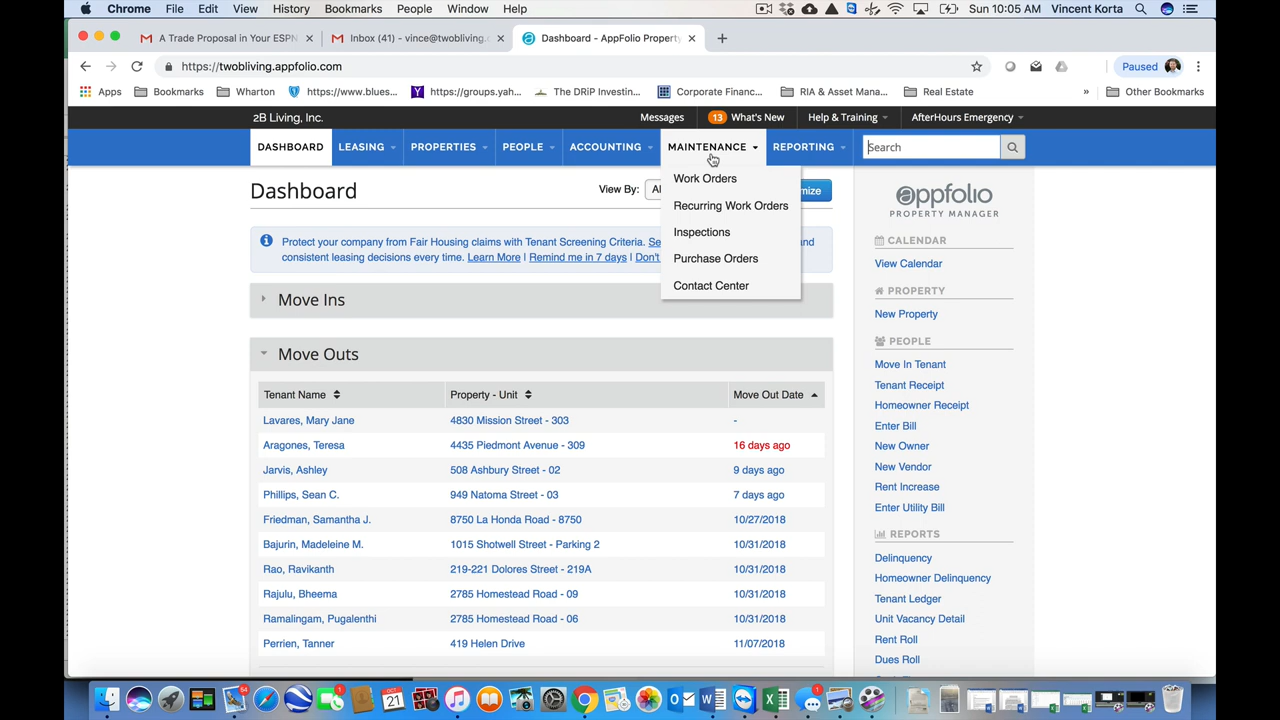 Chrome File Edit View History Bookmarks People Window Help Sun 10:05 AM Vincent Korta
A Trade Proposal in Your ESPN Inbox (41) - vince@twobliving. Dashboard - AppFolio Property
https://twobliving.appfolio.com Paused
Apps Bookmarks Wharton https://www.blues... https://groups.yah... The DRiP Investin... Corporate Financ... RIA & Asset Mana... Real Estate » Other Bookmarks
2B Living, Inc. Messages 13 What's New Help & Training AfterHours Emergency
DASHBOARD LEASING PROPERTIES PEOPLE ACCOUNTING MAINTENANCE REPORTING Search
Work Orders
Recurring Work Orders
Inspections
Purchase Orders
Contact Center
Dashboard View By: Al mize
Protect your company from Fair Housing claims with Tenant Screening Criteria. Se and
consistent leasing decisions every time. Learn More | Remind me in 7 days | Don't
Move Ins
Move Outs
Tenant Name Property - Unit Move Out Date
Lavares, Mary Jane 4830 Mission Street - 303 -
Aragones, Teresa 4435 Piedmont Avenue - 309 16 days ago
Jarvis, Ashley 508 Ashbury Street - 02 9 days ago
Phillips, Sean C. 949 Natoma Street - 03 7 days ago
Friedman, Samantha J. 8750 La Honda Road - 8750 10/27/2018
Bajurin, Madeleine M. 1015 Shotwell Street - Parking 2 10/31/2018
Rao, Ravikanth 219-221 Dolores Street - 219A 10/31/2018
Rajulu, Bheema 2785 Homestead Road - 09 10/31/2018
Ramalingam, Pugalenthi 2785 Homestead Road - 06 10/31/2018
Perrien, Tanner 419 Helen Drive 11/07/2018
appfolio
PROPERTY MANAGER
CALENDAR
View Calendar
PROPERTY
New Property
PEOPLE
Move In Tenant
Tenant Receipt
Homeowner Receipt
Enter Bill
New Owner
New Vendor
Rent Increase
Enter Utility Bill
REPORTS
Delinquency
Homeowner Delinquency
Tenant Ledger
Unit Vacancy Detail
Rent Roll
Dues Roll